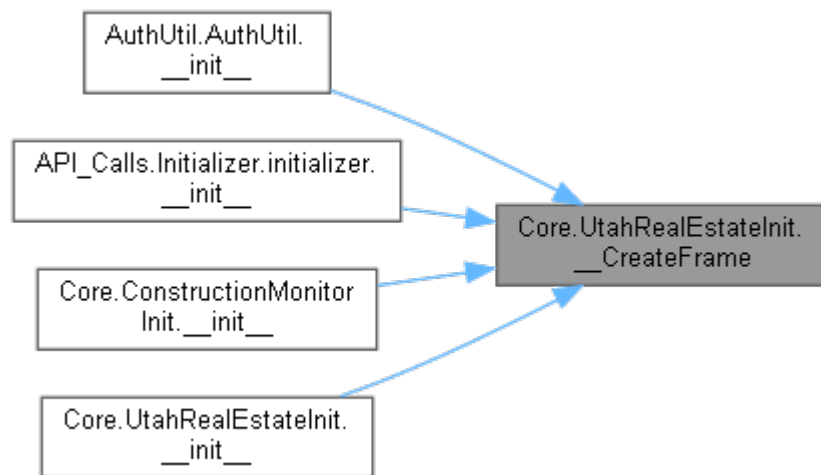 AuthUtil.AuthUtil.
__init__
API_Calls.Initializer.initializer.
__init__
Core.ConstructionMonitor
Init.__init__
Core.UtahRealEstateInit.
__init__
Core.UtahRealEstateInit.
__CreateFrame